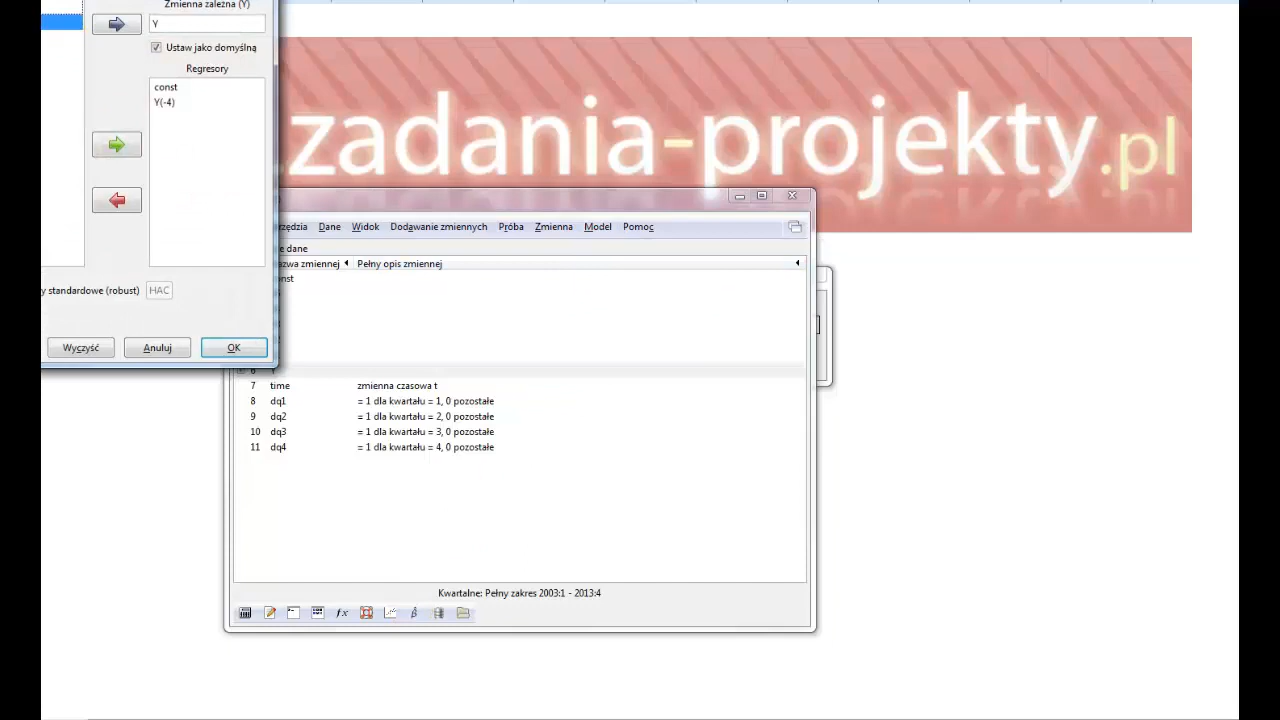 Zmienna zależna (Y)
Y
Ustaw jako domyślną
Regresory
const
Y(-4)
y standardowe (robust)
HAC
Wyczyść
Anuluj
OK
zadania-projekty.pl
rzędzia Dane Widok Dodawanie zmiennych Próba Zmienna Model Pomoc
e dane
azwa zmiennej Pełny opis zmiennej
nst
6
7 time zmienna czasowa t
8 dq1 = 1 dla kwartału = 1, 0 pozostałe
9 dq2 = 1 dla kwartału = 2, 0 pozostałe
10 dq3 = 1 dla kwartału = 3, 0 pozostałe
11 dq4 = 1 dla kwartału = 4, 0 pozostałe
Kwartalne: Pełny zakres 2003:1 - 2013:4